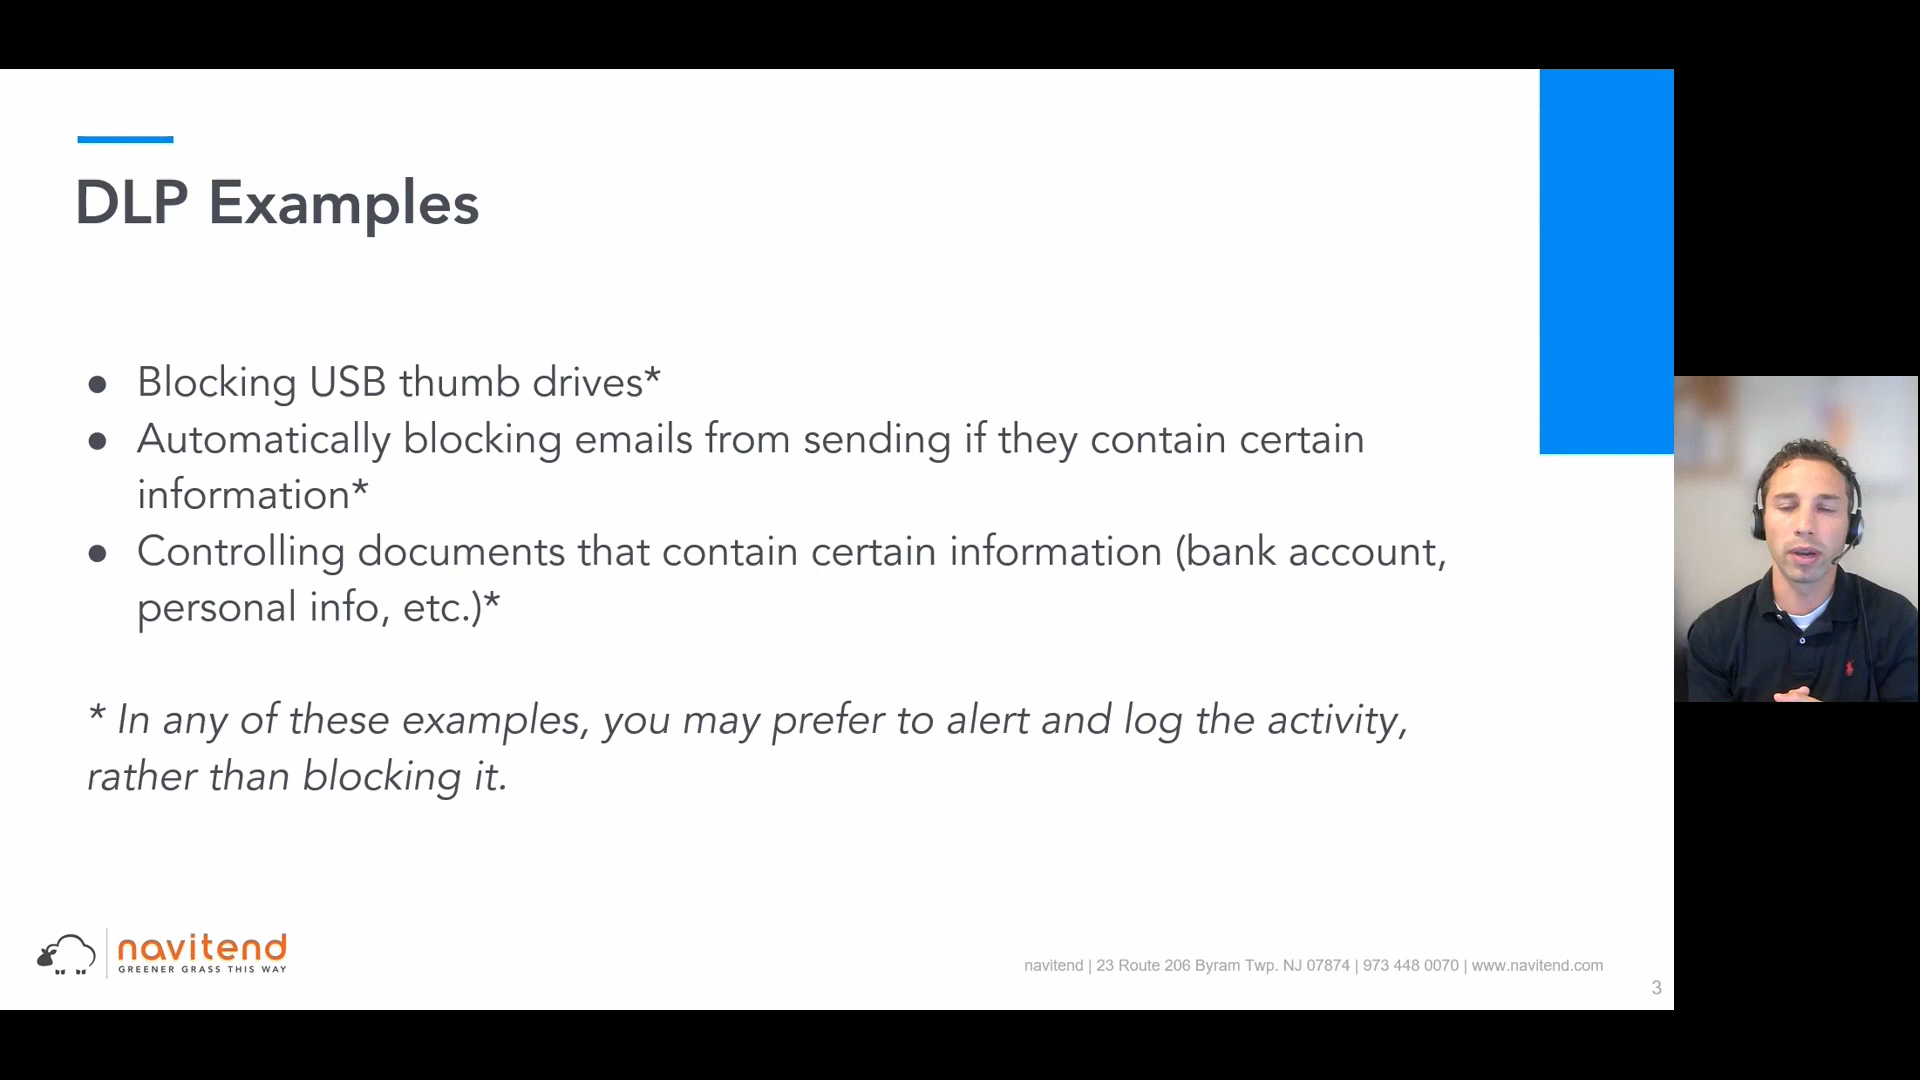 DLP Examples
● Blocking USB thumb drives*
● Automatically blocking emails from sending if they contain certain
information*
● Controlling documents that contain certain information (bank account,
personal info, etc.)*
* In any of these examples, you may prefer to alert and log the activity,
rather than blocking it.
navitend
GREENER GRASS THIS WAY
navitend | 23 Route 206 Byram Twp. NJ 07874 | 973 448 0070 | www.navitend.com
3